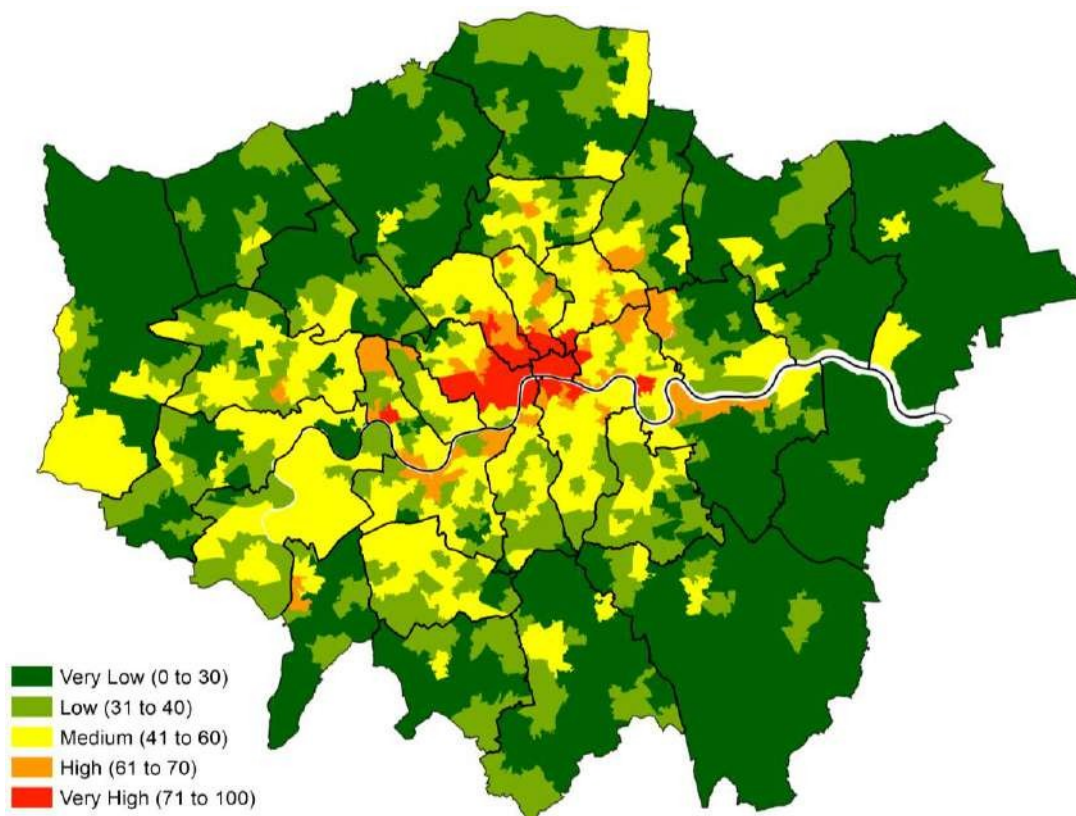 Very Low (0 to 30)
Low (31 to 40)
Medium (41 to 60)
High (61 to 70)
Very High (71 to 100)